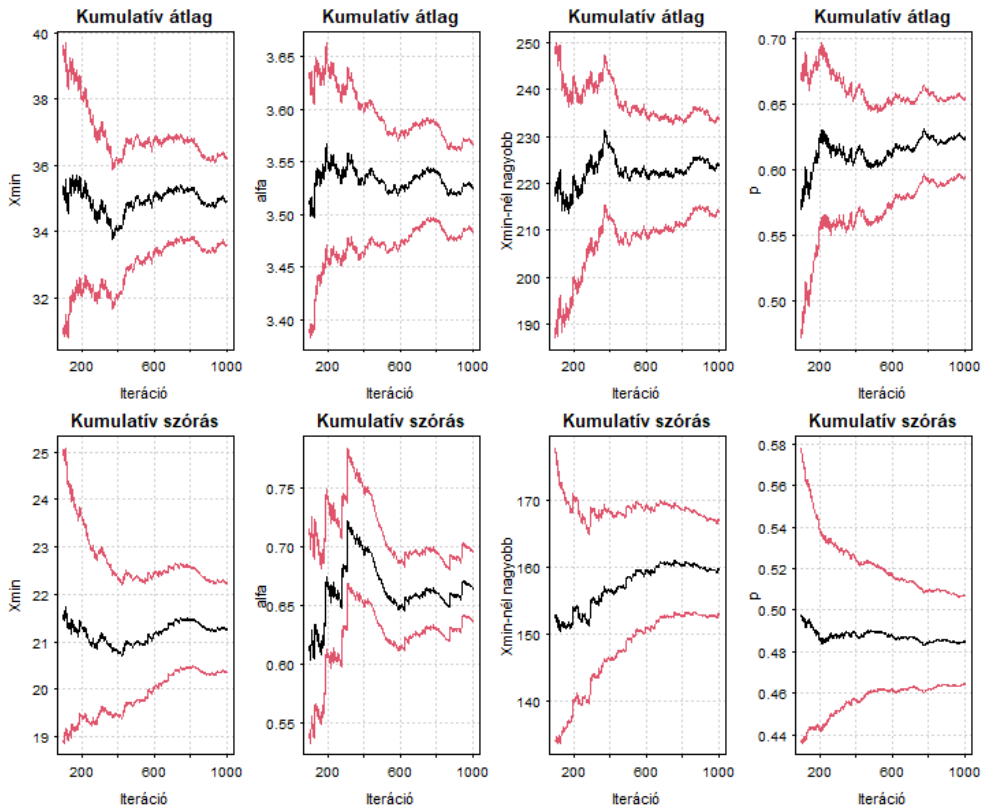 Kumulatív átlag Kumulatív átlag Kumulatív átlag Kumulatív átlag
Xmin
40
38
36
34
32
200 600 1000
Iteráció
alfa
3.65
3.60
3.55
3.50
3.45
3.40
200 600 1000
Iteráció
Xmin-nél nagyobb
250
240
230
220
210
200
190
200 600 1000
Iteráció
p
0.70
0.65
0.60
0.55
0.50
200 600 1000
Iteráció
Kumulatív szórás Kumulatív szórás Kumulatív szórás Kumulatív szórás
Xmin
25
24
23
22
21
20
19
200 600 1000
Iteráció
alfa
0.75
0.70
0.65
0.60
0.55
200 600 1000
Iteráció
Xmin-nél nagyobb
170
160
150
140
200 600 1000
Iteráció
p
0.58
0.56
0.54
0.52
0.50
0.48
0.46
0.44
200 600 1000
Iteráció